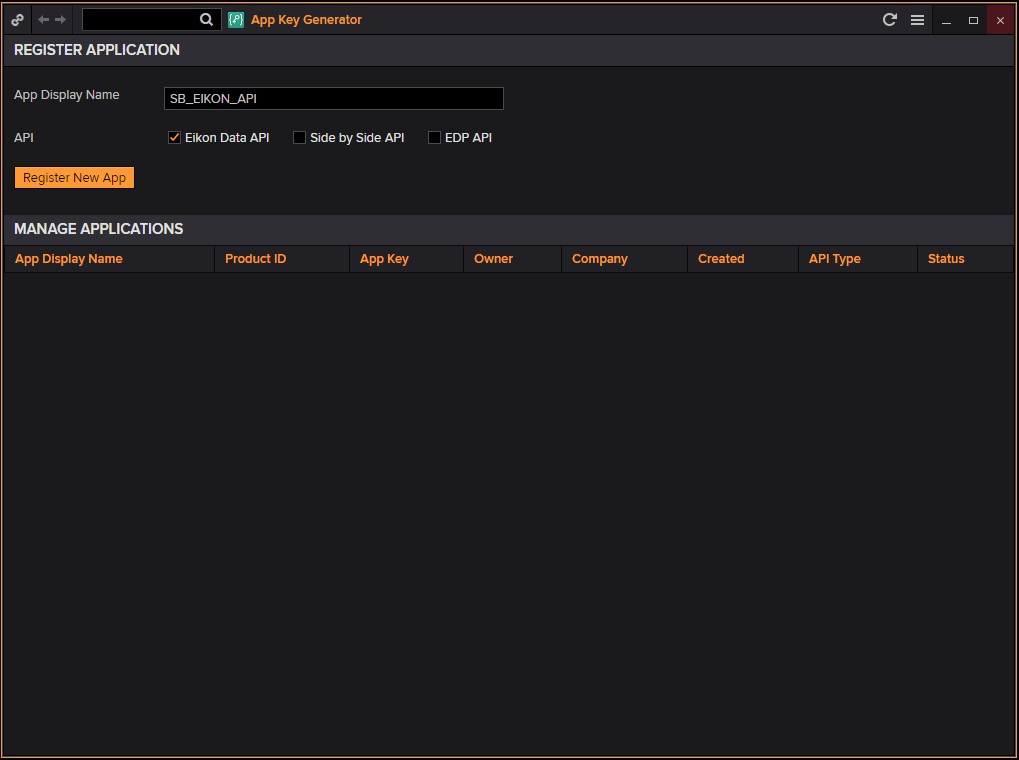 App Key Generator
REGISTER APPLICATION
App Display Name SB_EIKON_API
API Eikon Data API Side by Side API EDP API
Register New App
MANAGE APPLICATIONS
App Display Name Product ID App Key Owner Company Created API Type Status